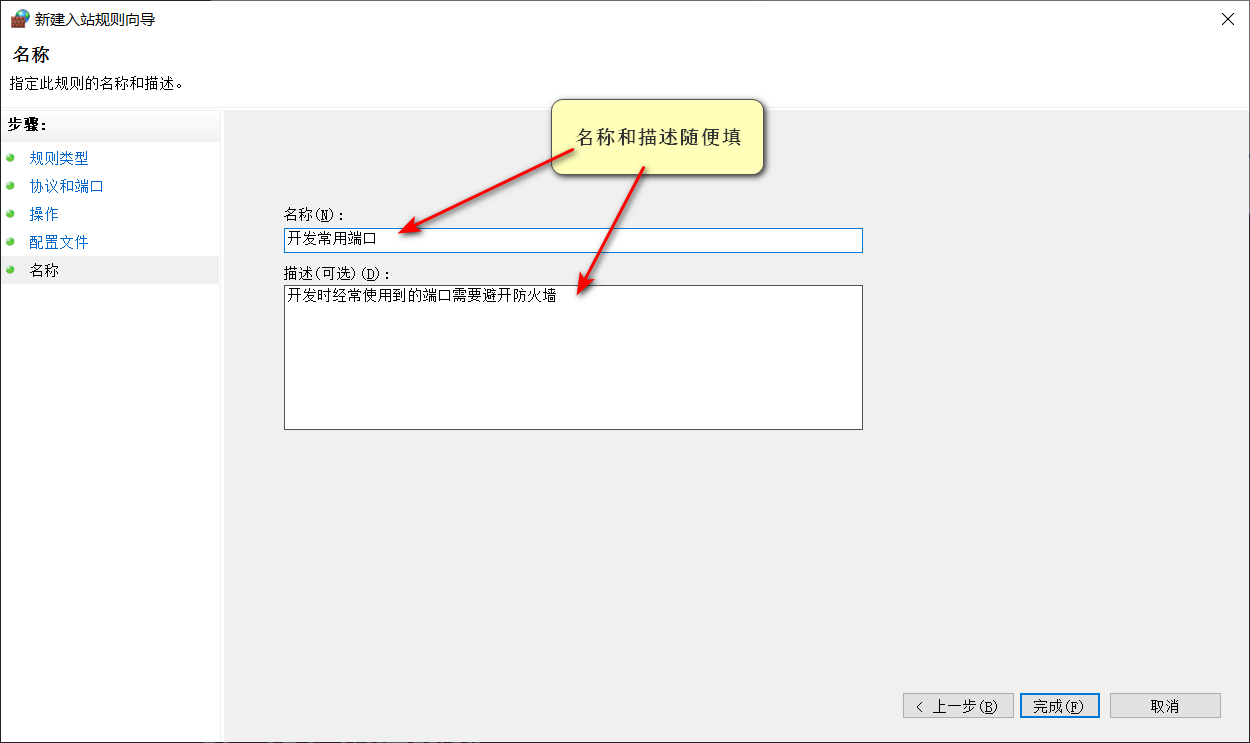 新建入站规则向导
名称
指定此规则的名称和描述。
步骤:
规则类型
协议和端口
操作
配置文件
名称
名称和描述随便填
名称(N):
开发常用端口
描述(可选)(D):
开发时经常使用到的端口需要避开防火墙
< 上一步(B)
完成(F)
取消